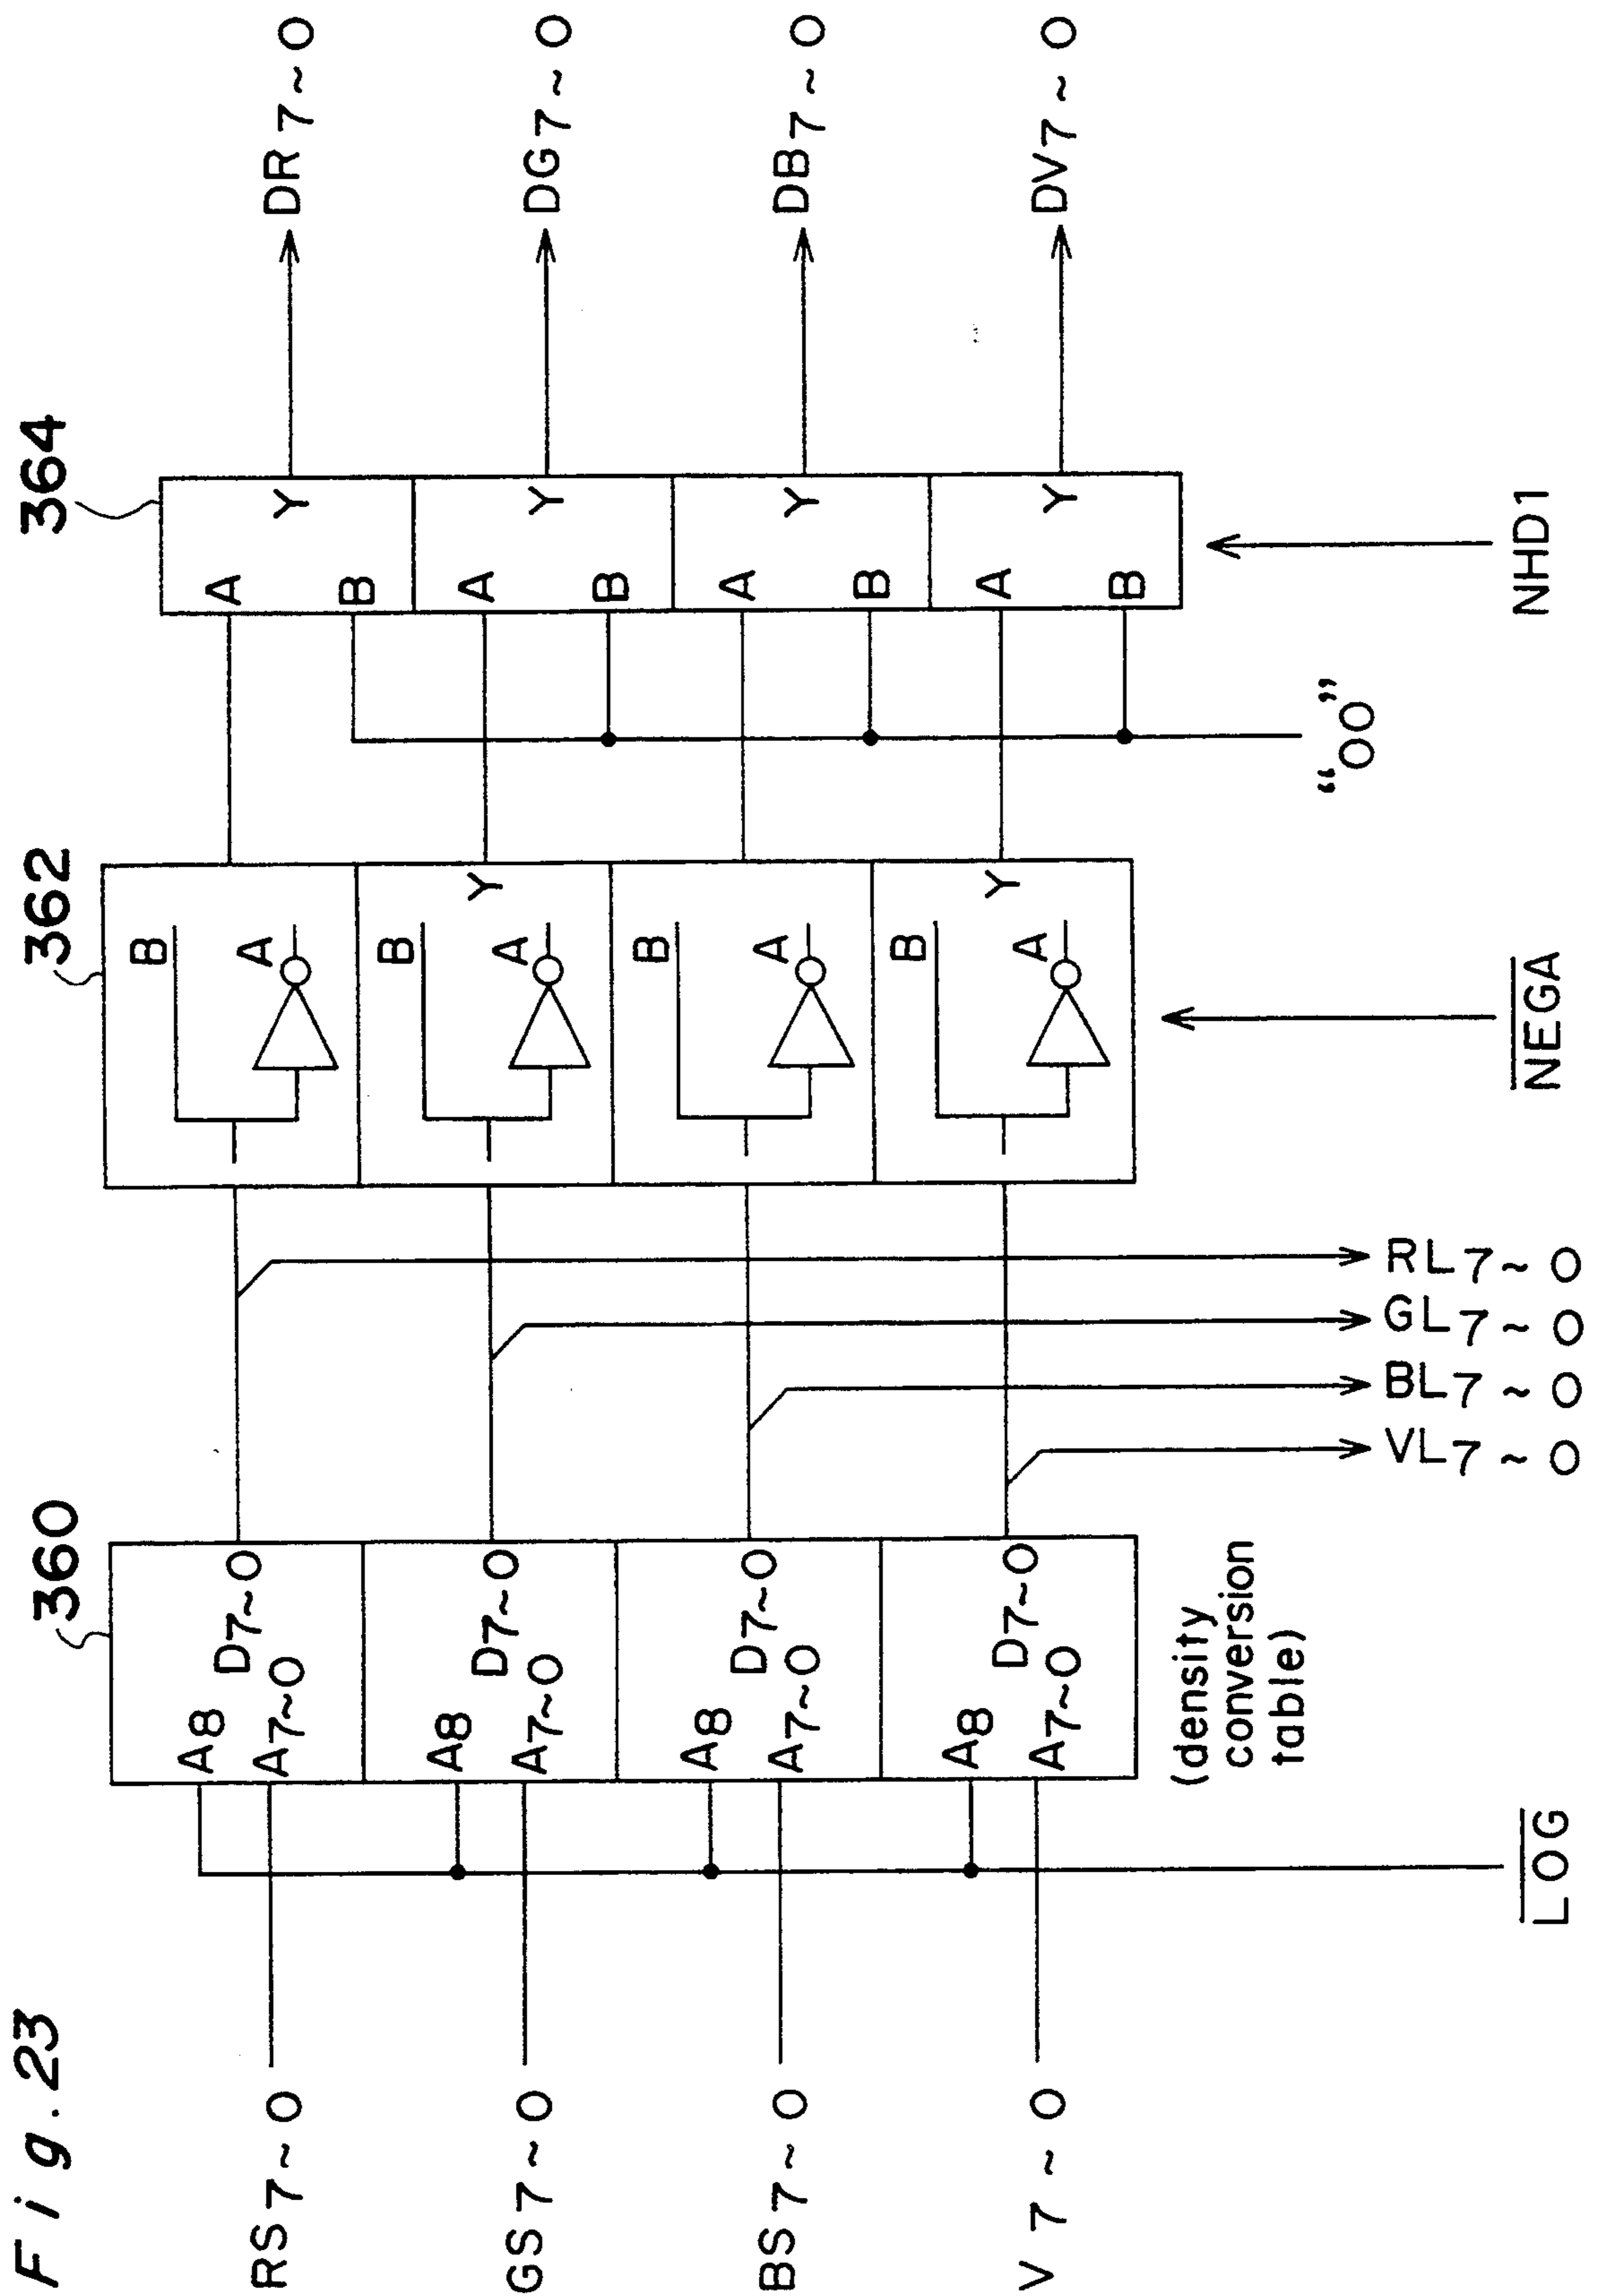 Fig. 23
360
362
364
RS7~0
A8
D7~0
A7~0
B
A
A
Y
B
DR7~0
GS7~0
A8
D7~0
A7~0
B
Y
A
A
Y
B
DG7~0
BS7~0
A8
D7~0
A7~0
B
A
A
Y
B
DB7~0
V7~0
A8
D7~0
A7~0
B
Y
A
A
Y
B
DV7~0
(density
conversion
table)
RL7~0
GL7~0
BL7~0
VL7~0
“00”
L̅O̅G̅
N̅E̅G̅A̅
NHD1